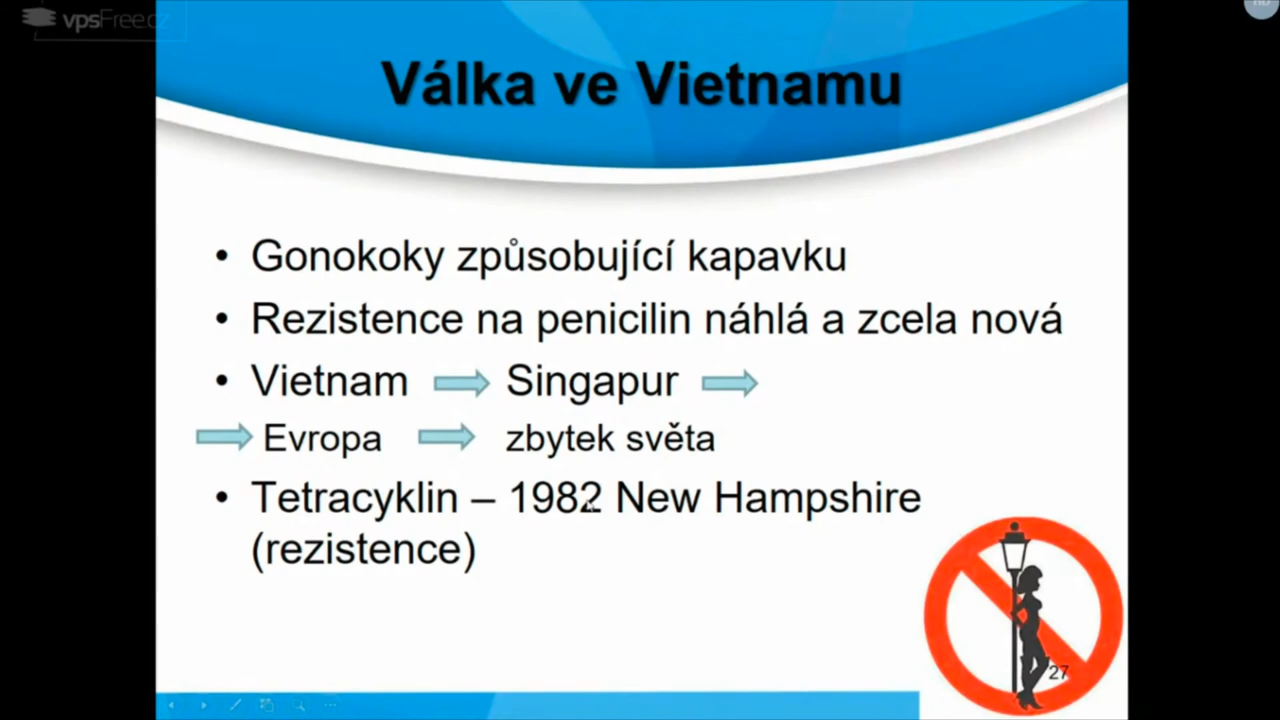 vpsFree.cz
HD
Válka ve Vietnamu
• Gonokoky způsobující kapavku
• Rezistence na penicilin náhlá a zcela nová
• Vietnam Singapur
Evropa zbytek světa
• Tetracyklin – 1982 New Hampshire
(rezistence)
27